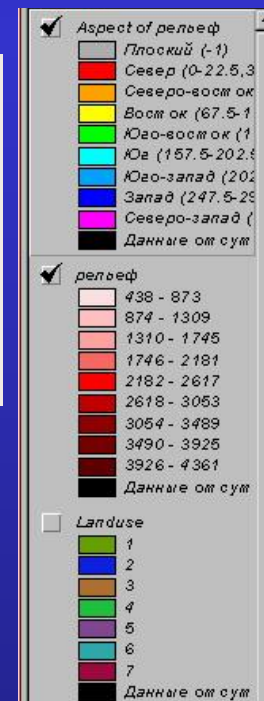 Aspect of рельеф
Плоский (-1)
Север (0-22.5,3
Северо-восток
Восток (67.5-1
Юго-восток (1
Юг (157.5-202.5
Юго-запад (202
Запад (247.5-29
Северо-запад (
Данные отсут
рельеф
438 - 873
874 - 1309
1310 - 1745
1746 - 2181
2182 - 2617
2618 - 3053
3054 - 3489
3490 - 3925
3926 - 4361
Данные отсут
Landuse
1
2
3
4
5
6
7
Данные отсут